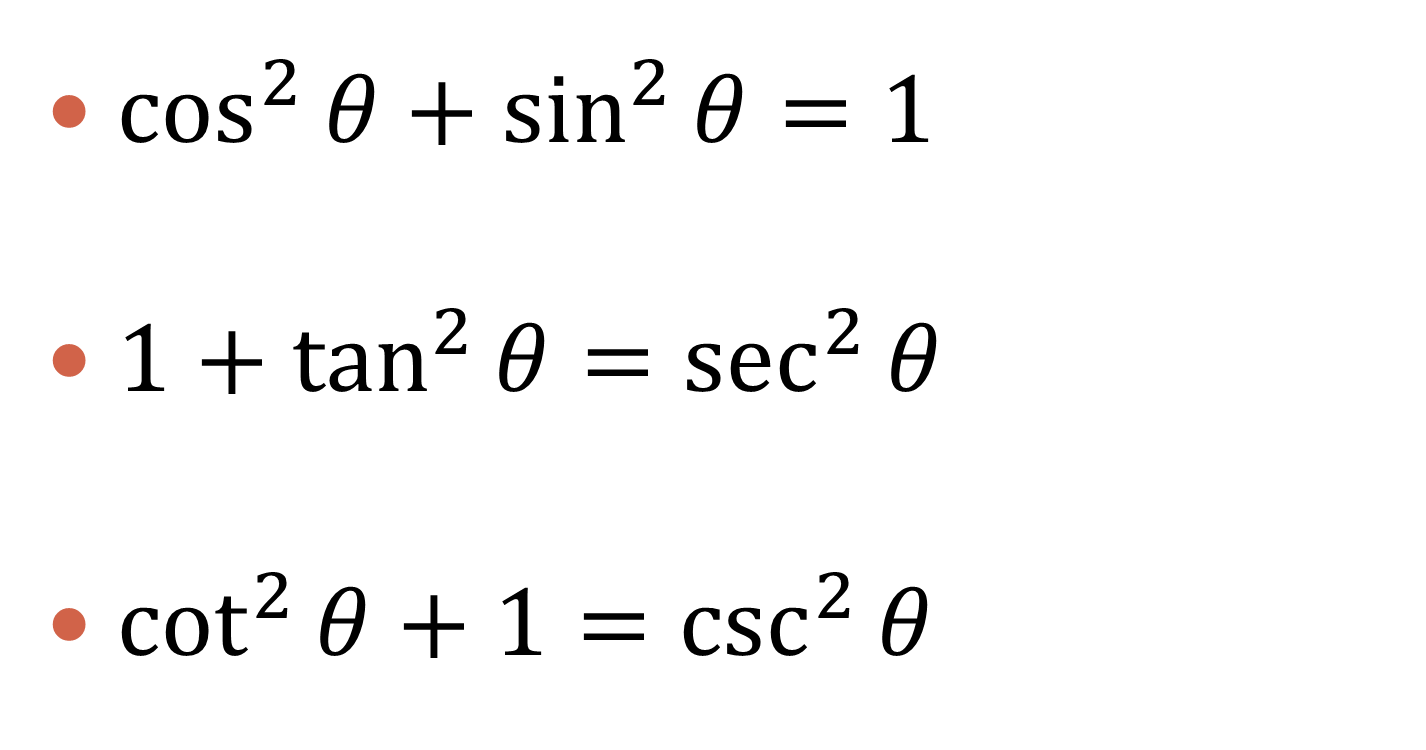 • cos² θ + sin² θ = 1
• 1 + tan² θ = sec² θ
• cot² θ + 1 = csc² θ